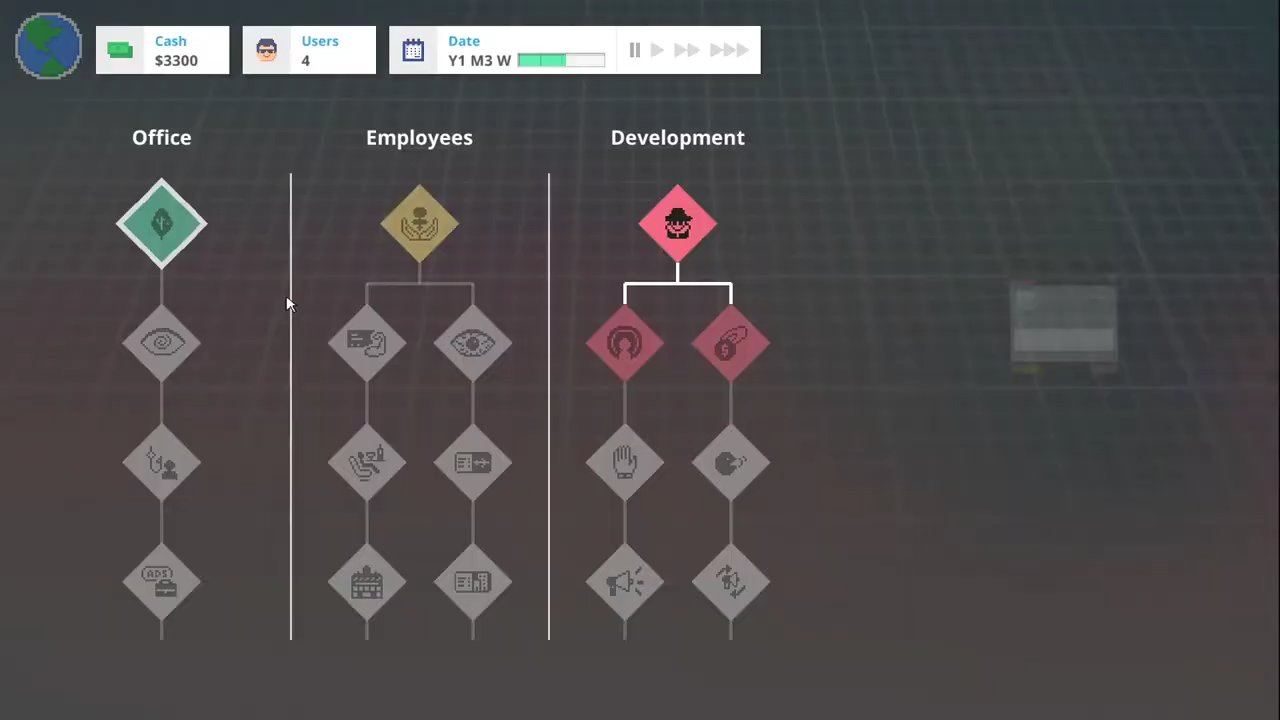 Cash
$3300
Users
4
Date
Y1 M3 W
Office
Employees
Development
$
ADS